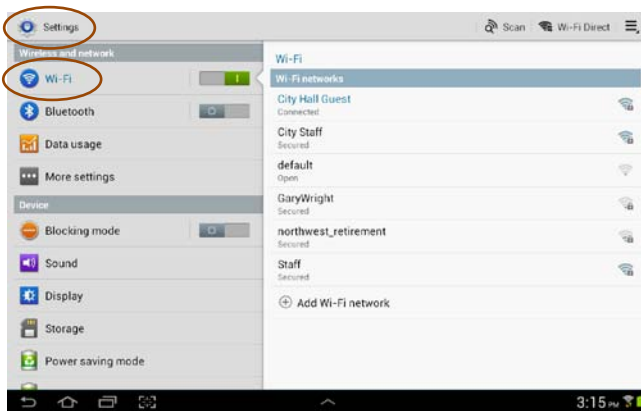 Settings
Scan
Wi-Fi Direct
Wireless and network
Wi-Fi
Bluetooth
Data usage
More settings
Device
Blocking mode
Sound
Display
Storage
Power saving mode
Wi-Fi
Wi-Fi networks
City Hall Guest
Connected
City Staff
Secured
default
Open
GaryWright
Secured
northwest_retirement
Secured
Staff
Secured
Add Wi-Fi network
3:15 PM